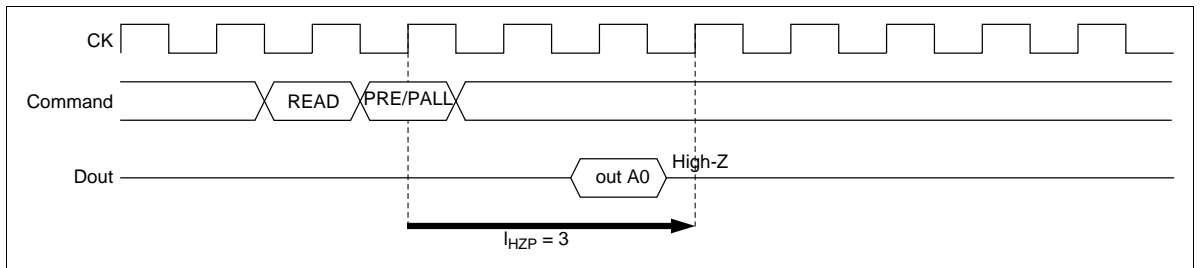 CK
Command
READ
PRE/PALL
Dout
out A0
High-Z
lHZP = 3